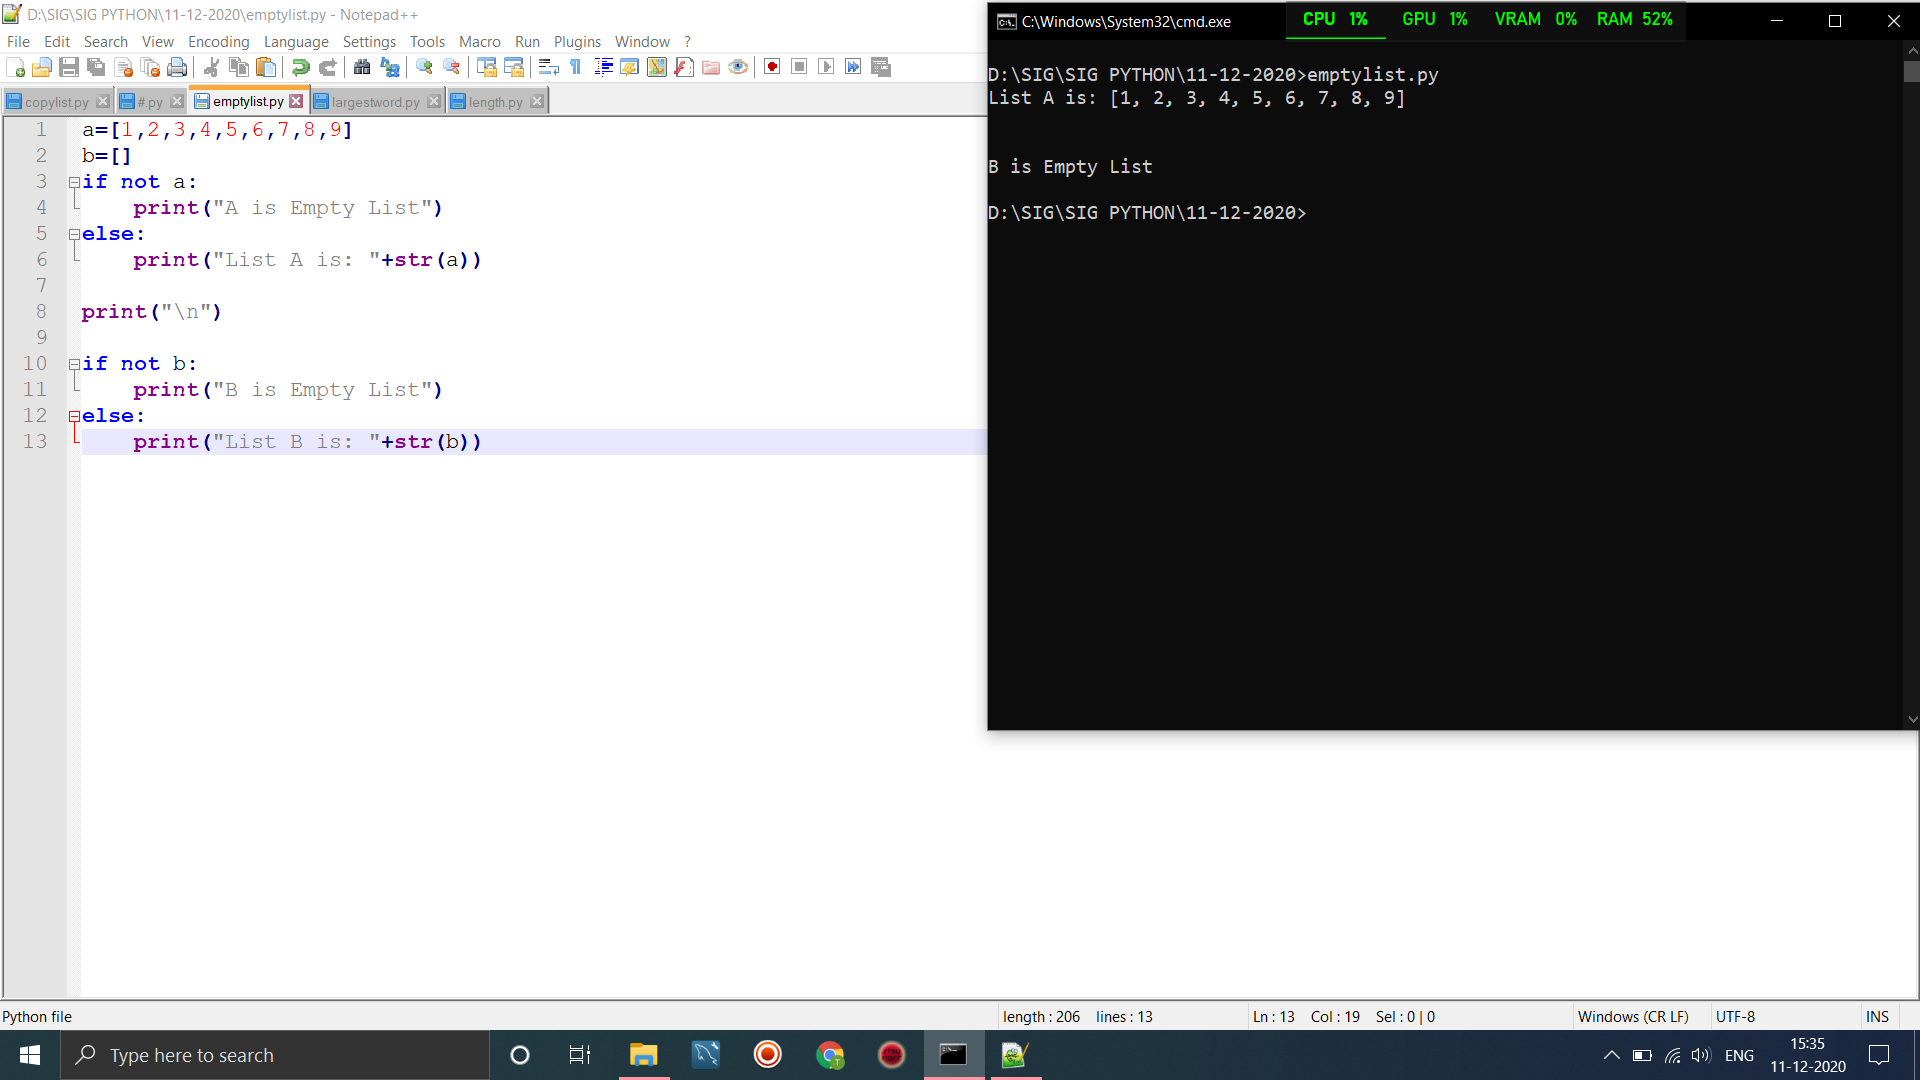 D:\SIG\SIG PYTHON\11-12-2020\emptylist.py - Notepad++
File Edit Search View Encoding Language Settings Tools Macro Run Plugins Window ?
copylist.py #.py emptylist.py largestword.py length.py
1 a=[1,2,3,4,5,6,7,8,9]
2 b=[]
3 if not a:
4 print("A is Empty List")
5 else:
6 print("List A is: "+str(a))
7
8 print("\n")
9
10 if not b:
11 print("B is Empty List")
12 else:
13 print("List B is: "+str(b))
C:\Windows\System32\cmd.exe
CPU 1% GPU 1% VRAM 0% RAM 52%
D:\SIG\SIG PYTHON\11-12-2020>emptylist.py
List A is: [1, 2, 3, 4, 5, 6, 7, 8, 9]
B is Empty List
D:\SIG\SIG PYTHON\11-12-2020>
Python file length : 206 lines : 13 Ln : 13 Col : 19 Sel : 0 | 0 Windows (CR LF) UTF-8 INS
Type here to search
ENG
15:35
11-12-2020